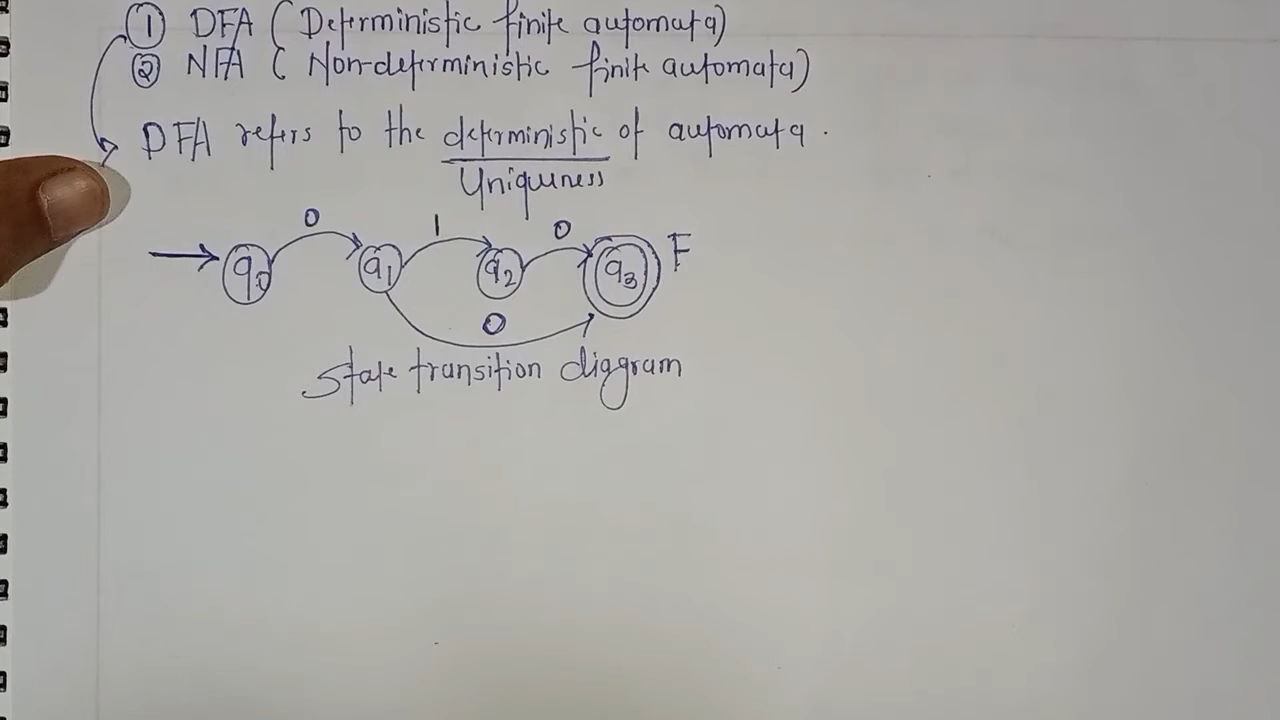 ① DFA ( Deterministic finite automata)
② NFA ( Non-deterministic finite automata)
DFA refers to the deterministic of automata .
Uniquness
0 1 0
q0 q1 q2 q3 F
0
State transition diagram